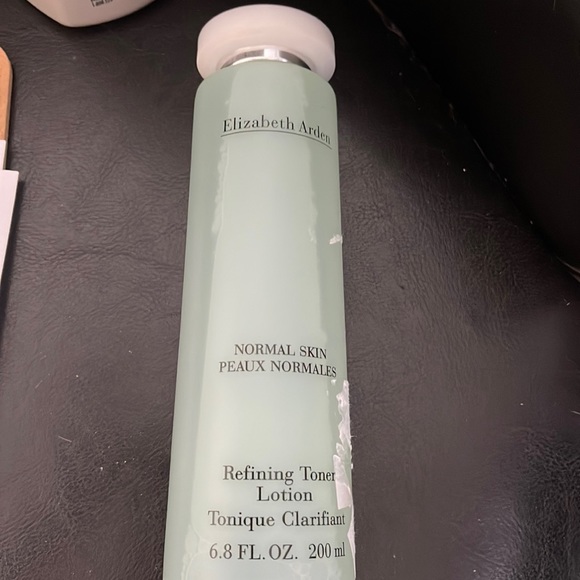 Elizabeth Arden
NORMAL SKIN
PEAUX NORMALES
Refining Toner
Lotion
Tonique Clarifiant
6.8 FL. OZ. 200 ml